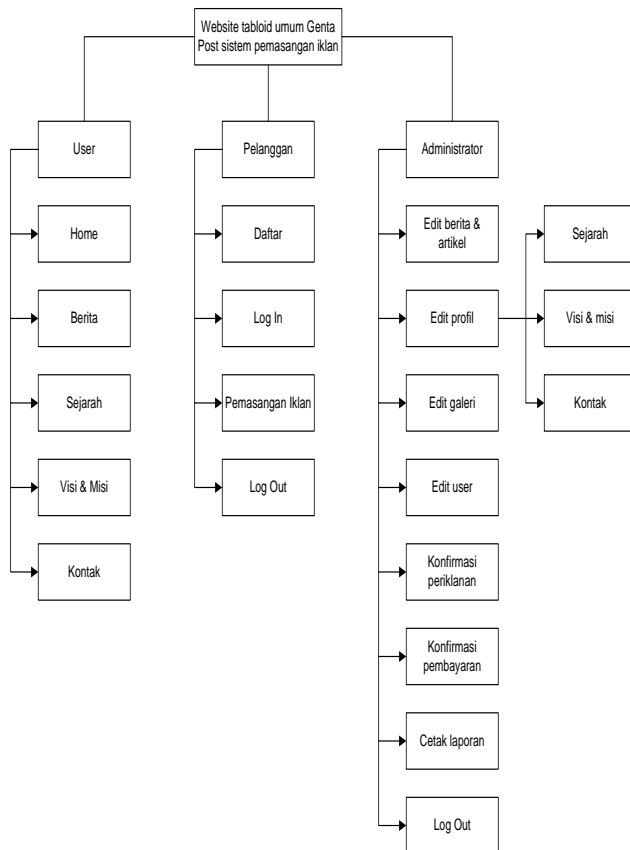 Website tabloid umum Genta
Post sistem pemasangan iklan
User
Pelanggan
Administrator
Home
Daftar
Edit berita &
artikel
Sejarah
Berita
Log In
Edit profil
Visi & misi
Sejarah
Pemasangan Iklan
Edit galeri
Kontak
Visi & Misi
Log Out
Edit user
Kontak
Konfirmasi
periklanan
Konfirmasi
pembayaran
Cetak laporan
Log Out